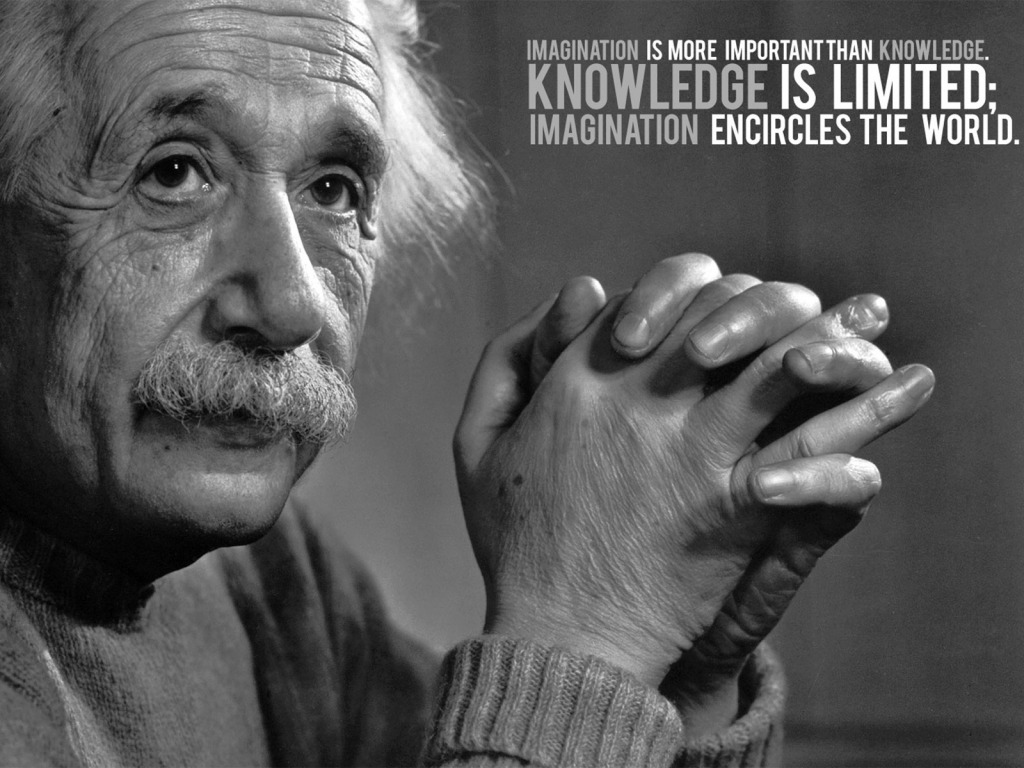 IMAGINATION IS MORE IMPORTANT THAN KNOWLEDGE.
KNOWLEDGE IS LIMITED;
IMAGINATION ENCIRCLES THE WORLD.